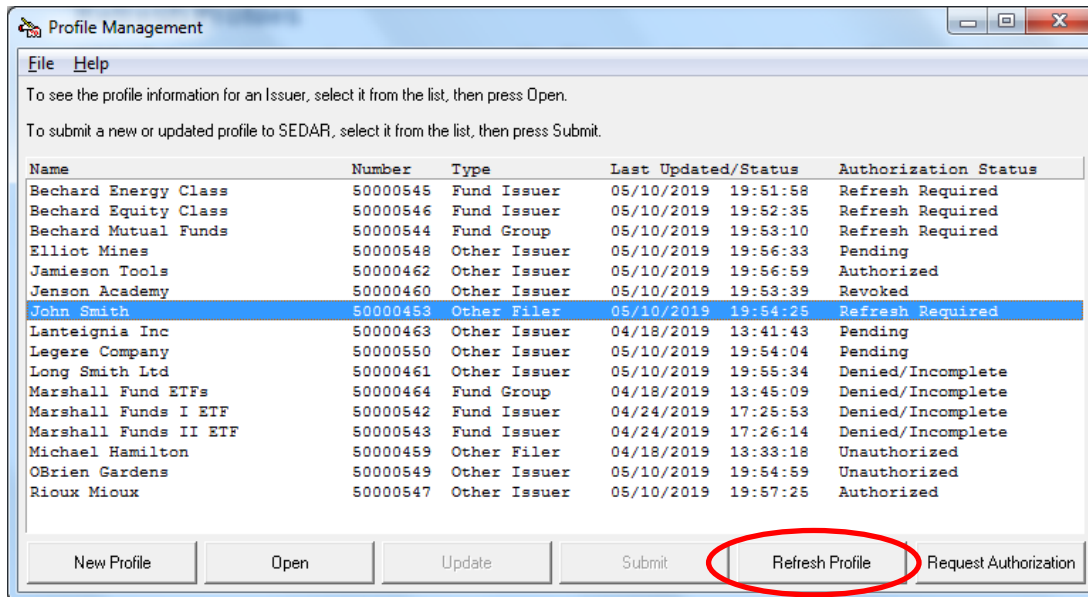 Profile Management
File Help
To see the profile information for an Issuer, select it from the list, then press Open.
To submit a new or updated profile to SEDAR, select it from the list, then press Submit.
Name Number Type Last Updated/Status Authorization Status
Bechard Energy Class 50000545 Fund Issuer 05/10/2019 19:51:58 Refresh Required
Bechard Equity Class 50000546 Fund Issuer 05/10/2019 19:52:35 Refresh Required
Bechard Mutual Funds 50000544 Fund Group 05/10/2019 19:53:10 Refresh Required
Elliot Mines 50000548 Other Issuer 05/10/2019 19:56:33 Pending
Jamieson Tools 50000462 Other Issuer 05/10/2019 19:56:59 Authorized
Jenson Academy 50000460 Other Issuer 05/10/2019 19:53:39 Revoked
John Smith 50000453 Other Filer 05/10/2019 19:54:25 Refresh Required
Lanteignia Inc 50000463 Other Issuer 04/18/2019 13:41:43 Pending
Legere Company 50000550 Other Issuer 05/10/2019 19:54:04 Pending
Long Smith Ltd 50000461 Other Issuer 05/10/2019 19:55:34 Denied/Incomplete
Marshall Fund ETFs 50000464 Fund Group 04/18/2019 13:45:09 Denied/Incomplete
Marshall Funds I ETF 50000542 Fund Issuer 04/24/2019 17:25:53 Denied/Incomplete
Marshall Funds II ETF 50000543 Fund Issuer 04/24/2019 17:26:14 Denied/Incomplete
Michael Hamilton 50000459 Other Filer 04/18/2019 13:33:18 Unauthorized
OBrien Gardens 50000549 Other Issuer 05/10/2019 19:54:59 Unauthorized
Rioux Mioux 50000547 Other Issuer 05/10/2019 19:57:25 Authorized
New Profile Open Update Submit Refresh Profile Request Authorization